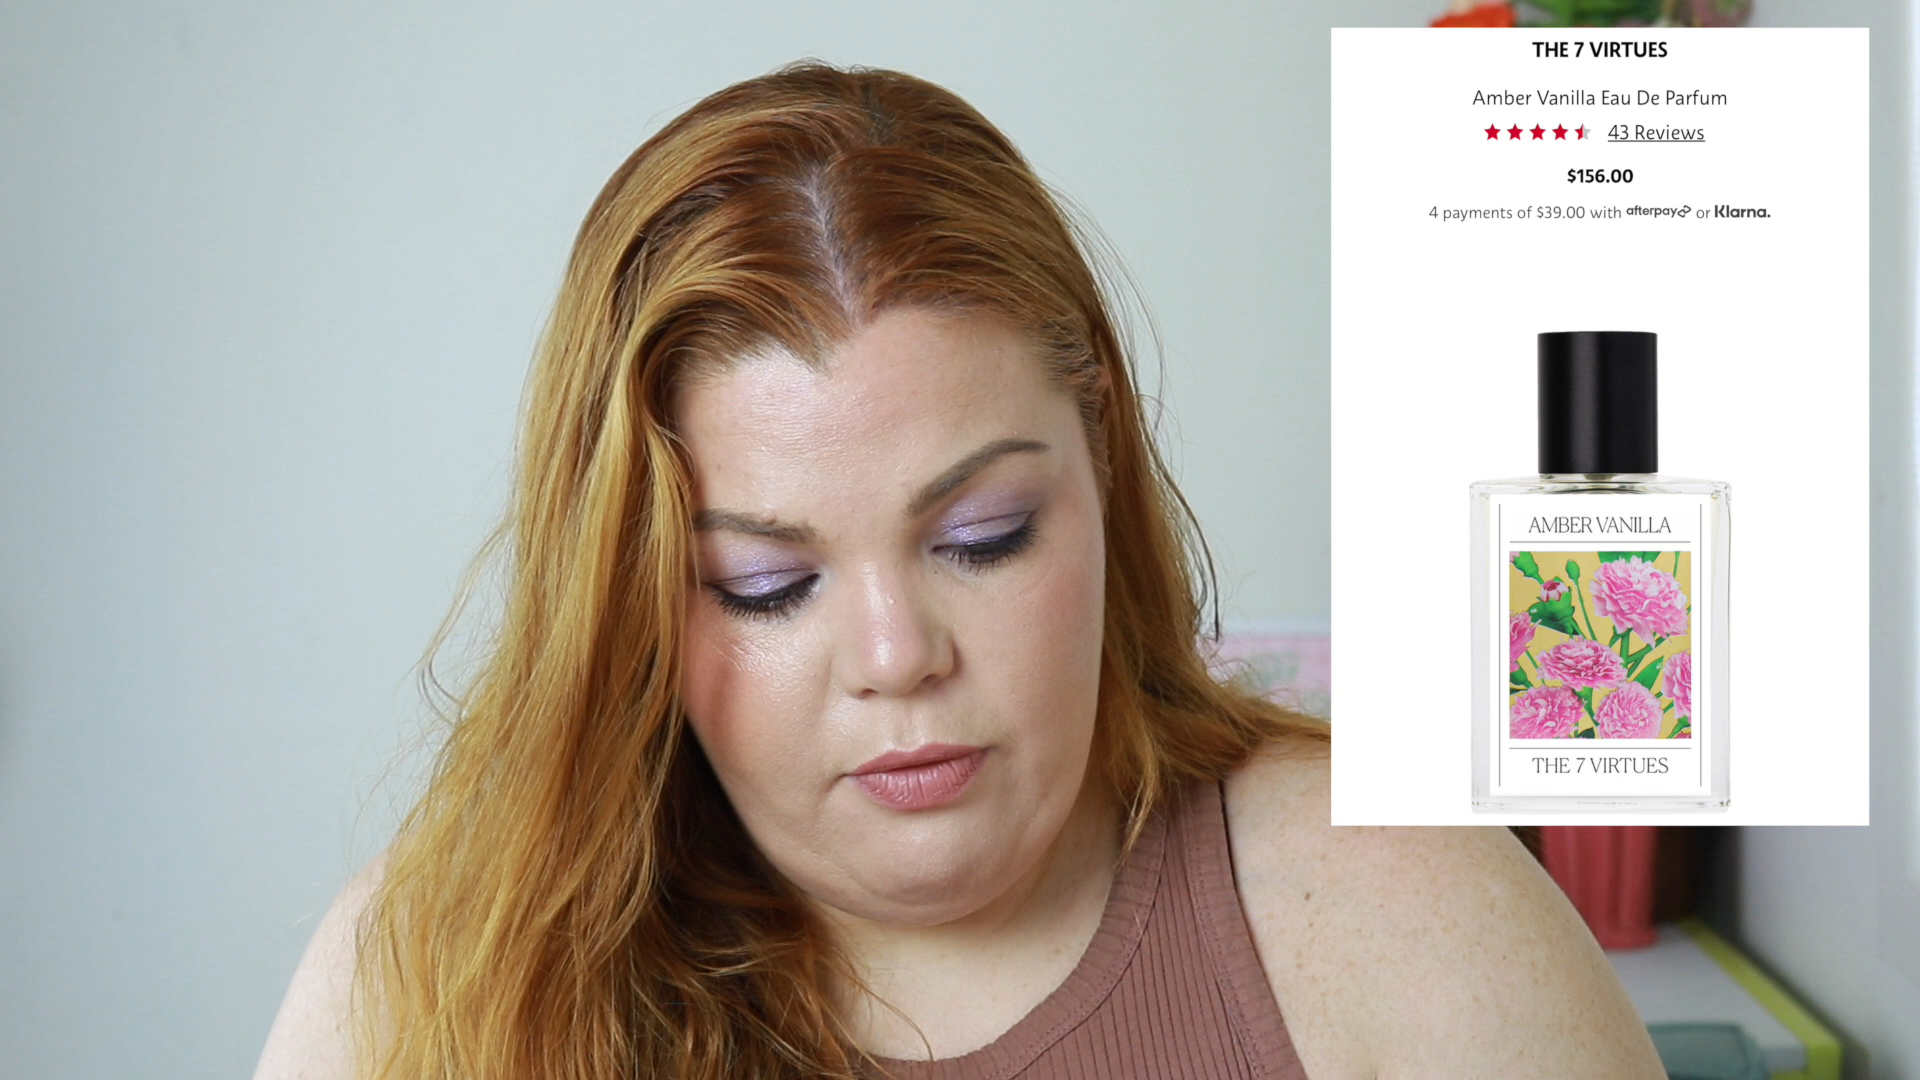 THE 7 VIRTUES
Amber Vanilla Eau De Parfum
43 Reviews
$156.00
4 payments of $39.00 with afterpay or Klarna.
AMBER VANILLA
THE 7 VIRTUES